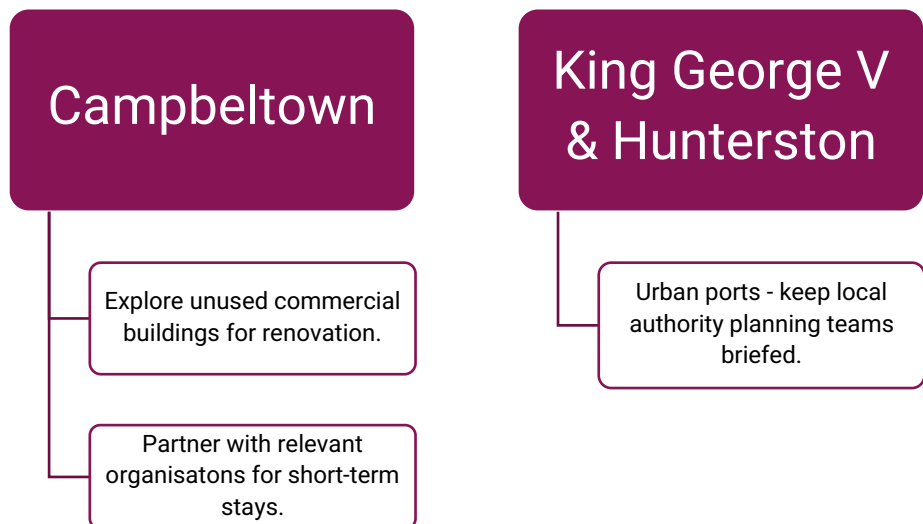 Campbeltown
Explore unused commercial
buildings for renovation.
Partner with relevant
organisatons for short-term
stays.
King George V
& Hunterston
Urban ports - keep local
authority planning teams
briefed.